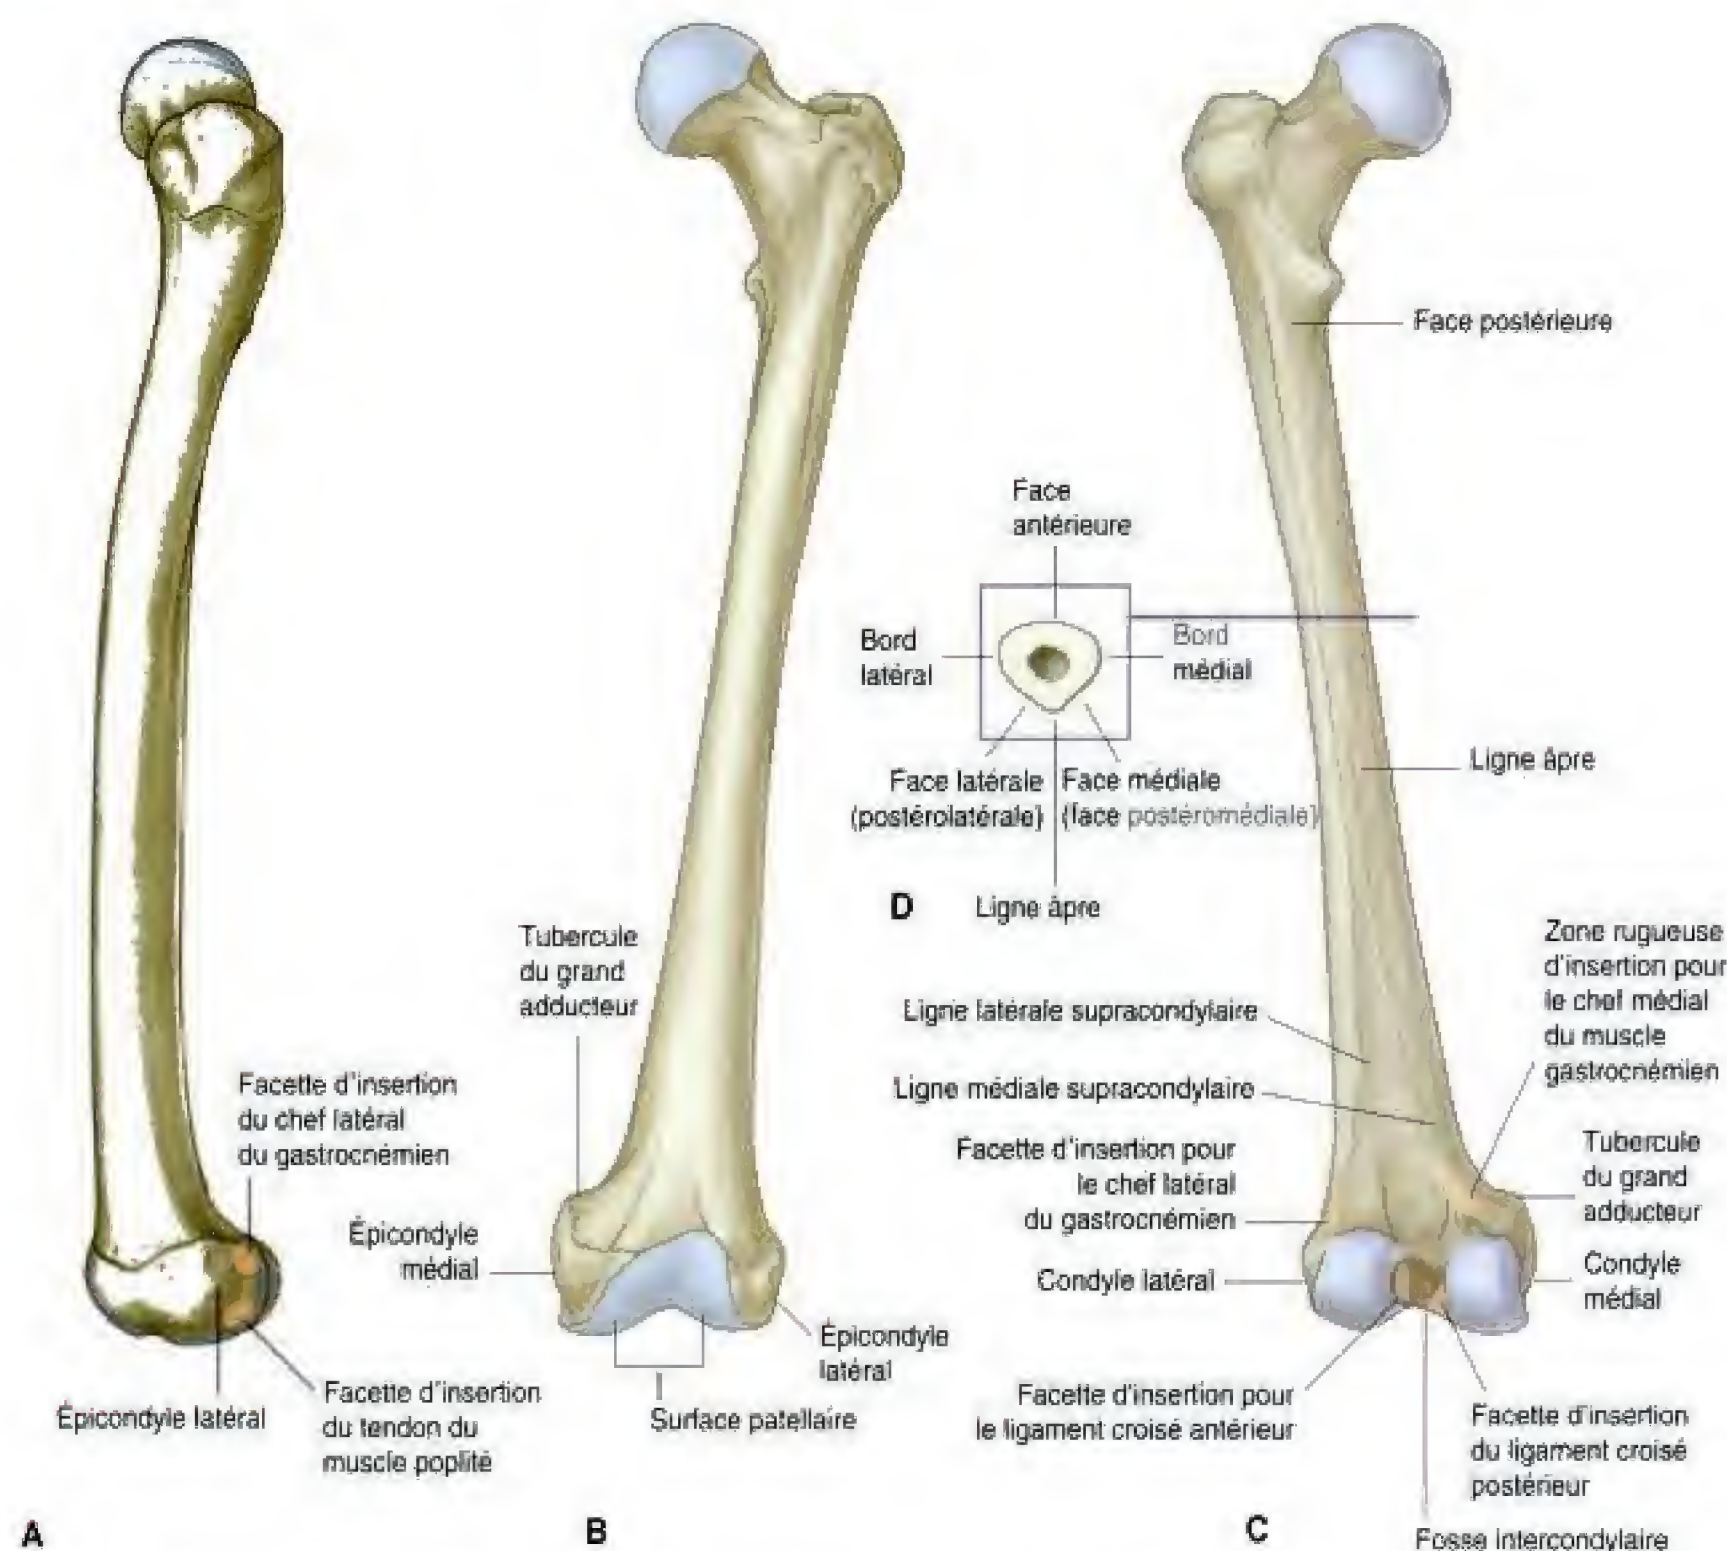 Face postérieure
Face
antérieure
Bord
latéral
Bord
médial
Ligne âpre
Face latérale
(postérolatérale)
Face médiale
(face postéromédiale)
D
Ligne âpre
Tubercule
du grand
adducteur
Zone rugueuse
d'insertion pour
le chef médial
du muscle
gastrocnémien
Ligne latérale supracondylaire
Facette d'insertion
du chef latéral
du gastrocnémien
Ligne médiale supracondylaire
Facette d'insertion pour
le chef latéral
du gastrocnémien
Tubercule
du grand
adducteur
Épicondyle
médial
Condyle latéral
Condyle
médial
Épicondyle
latéral
Épicondyle latéral
Facette d'insertion
du tendon du
muscle poplité
Surface patellaire
Facette d'insertion pour
le ligament croisé antérieur
Facette d'insertion
du ligament croisé
postérieur
Fosse intercondylaire
A
B
C